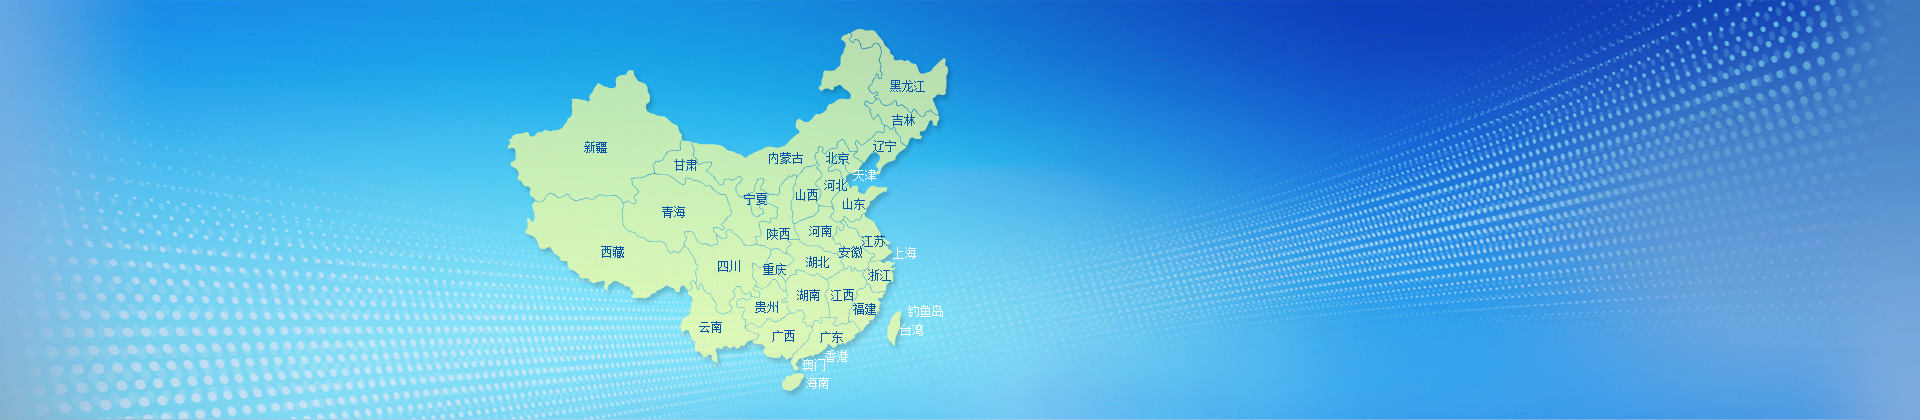 黑龙江
吉林
辽宁
新疆
内蒙古
北京
甘肃
天津
河北
山西
宁夏
山东
青海
河南
陕西
江苏
西藏
安徽
上海
湖北
四川
重庆
浙江
湖南
江西
贵州
福建
钓鱼岛
云南
台湾
广西
广东
香港
澳门
海南